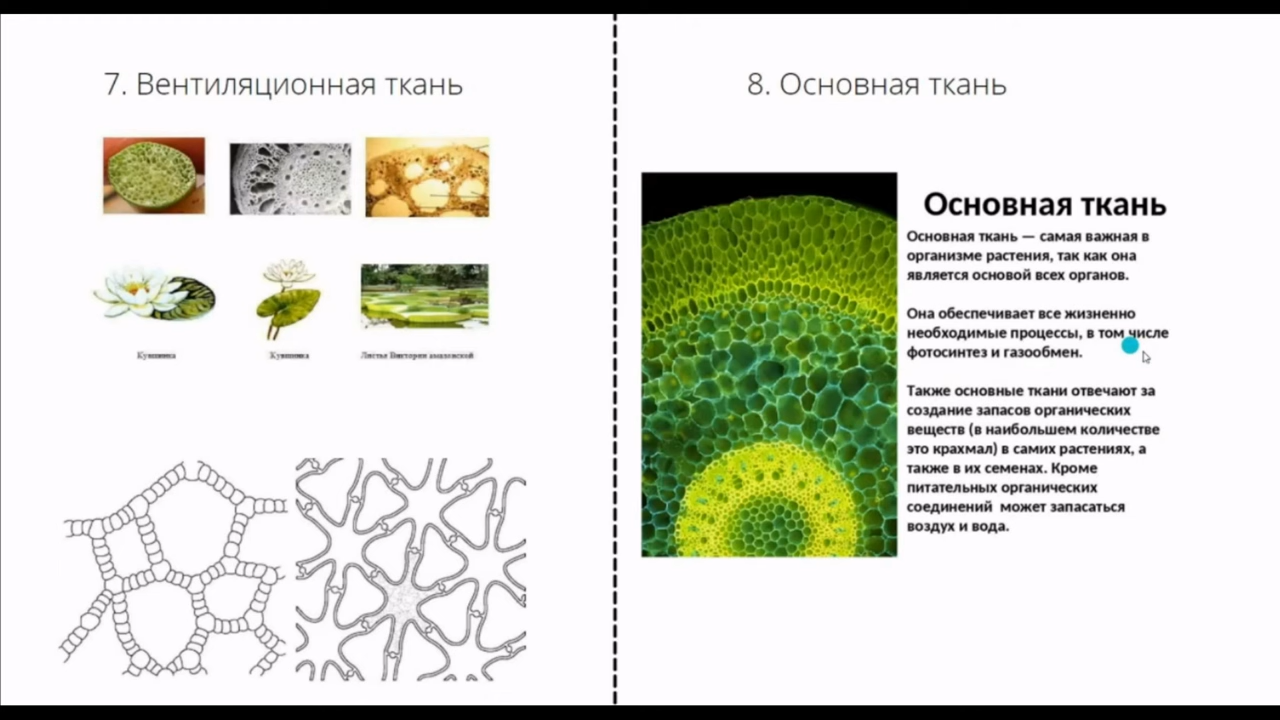 7. Вентиляционная ткань
Кувшинка
Кувшинка
Листья Виктории амазонской
8. Основная ткань
Основная ткань
Основная ткань — самая важная в
организме растения, так как она
является основой всех органов.
Она обеспечивает все жизненно
необходимые процессы, в том числе
фотосинтез и газообмен.
Также основные ткани отвечают за
создание запасов органических
веществ (в наибольшем количестве
это крахмал) в самих растениях, а
также в их семенах. Кроме
питательных органических
соединений может запасаться
воздух и вода.